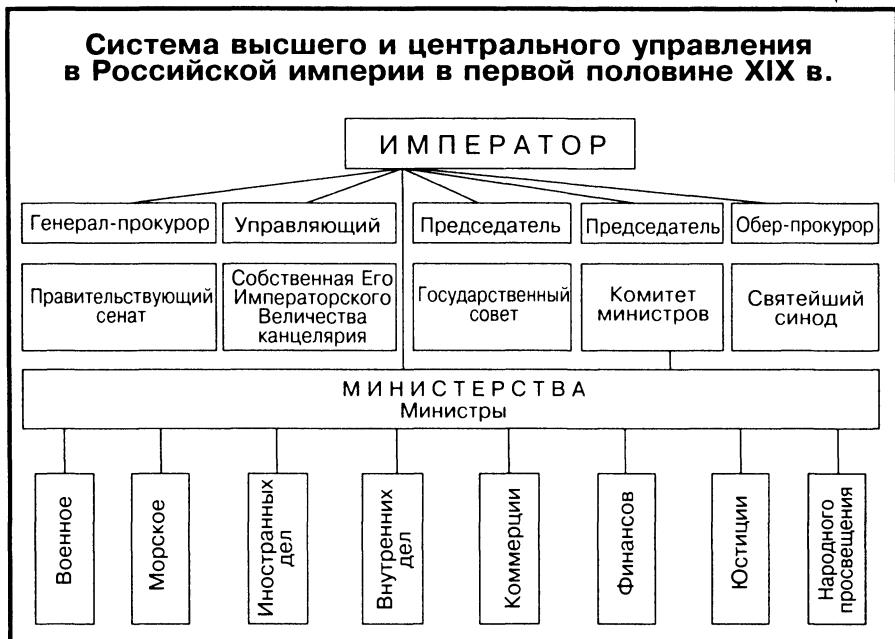 Система высшего и центрального управления
в Российской империи в первой половине XIX в.
ИМПЕРАТОР
Генерал-прокурор
Управляющий
Председатель
Председатель
Обер-прокурор
Правительствующий
сенат
Собственная Его
Императорского
Величества
канцелярия
Государственный
совет
Комитет
министров
Святейший
синод
МИНИСТЕРСТВА
Министры
Военное
Морское
Иностранных
дел
Внутренних
дел
Коммерции
Финансов
Юстиции
Народного
просвещения